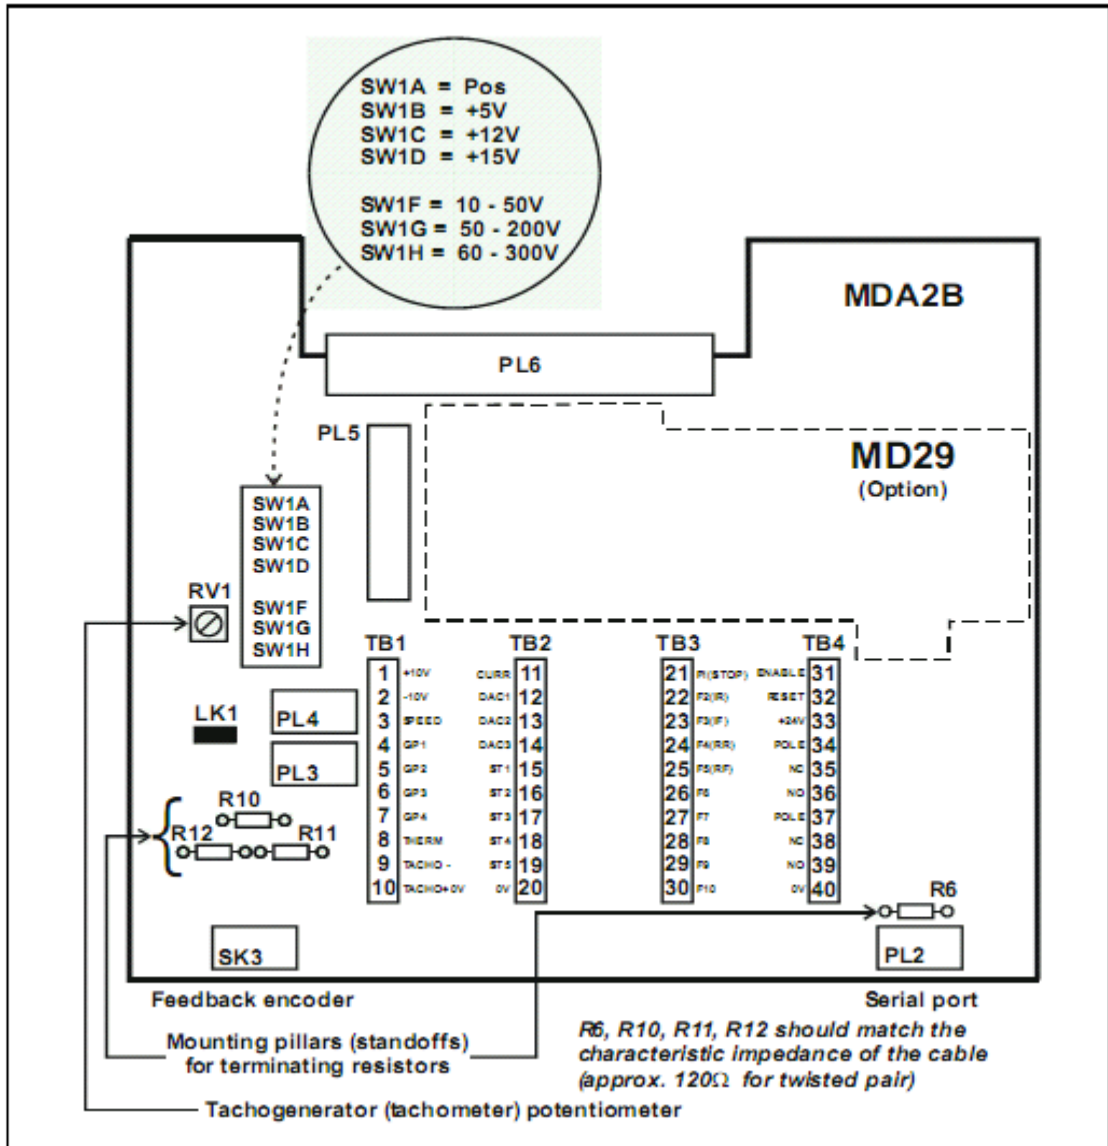 SW1A = Pos
SW1B = +5V
SW1C = +12V
SW1D = +15V
SW1F = 10 - 50V
SW1G = 50 - 200V
SW1H = 60 - 300V
MDA2B
PL6
PL5
MD29
(Option)
SW1A
SW1B
SW1C
SW1D
SW1F
SW1G
SW1H
RV1
LK1
PL4
PL3
R10
R12
R11
SK3
TB1
1 +10V
2 -10V
3 SPEED
4 GP1
5 GP2
6 GP3
7 GP4
8 THERM
9 TACHO -
10 TACHO+0V
TB2
CURR 11
DAC1 12
DAC2 13
DAC3 14
ST1 15
ST2 16
ST3 17
ST4 18
ST5 19
0V 20
TB3
21 F1(STOP)
22 F2(IR)
23 F3(IF)
24 F4(RR)
25 F5(RF)
26 F6
27 F7
28 F8
29 F9
30 F10
TB4
ENABLE 31
RESET 32
+24V 33
POLE 34
NC 35
NO 36
POLE 37
NC 38
NO 39
0V 40
R6
PL2
Feedback encoder
Serial port
Mounting pillars (standoffs)
for terminating resistors
R6, R10, R11, R12 should match the
characteristic impedance of the cable
(approx. 120Ω for twisted pair)
Tachogenerator (tachometer) potentiometer